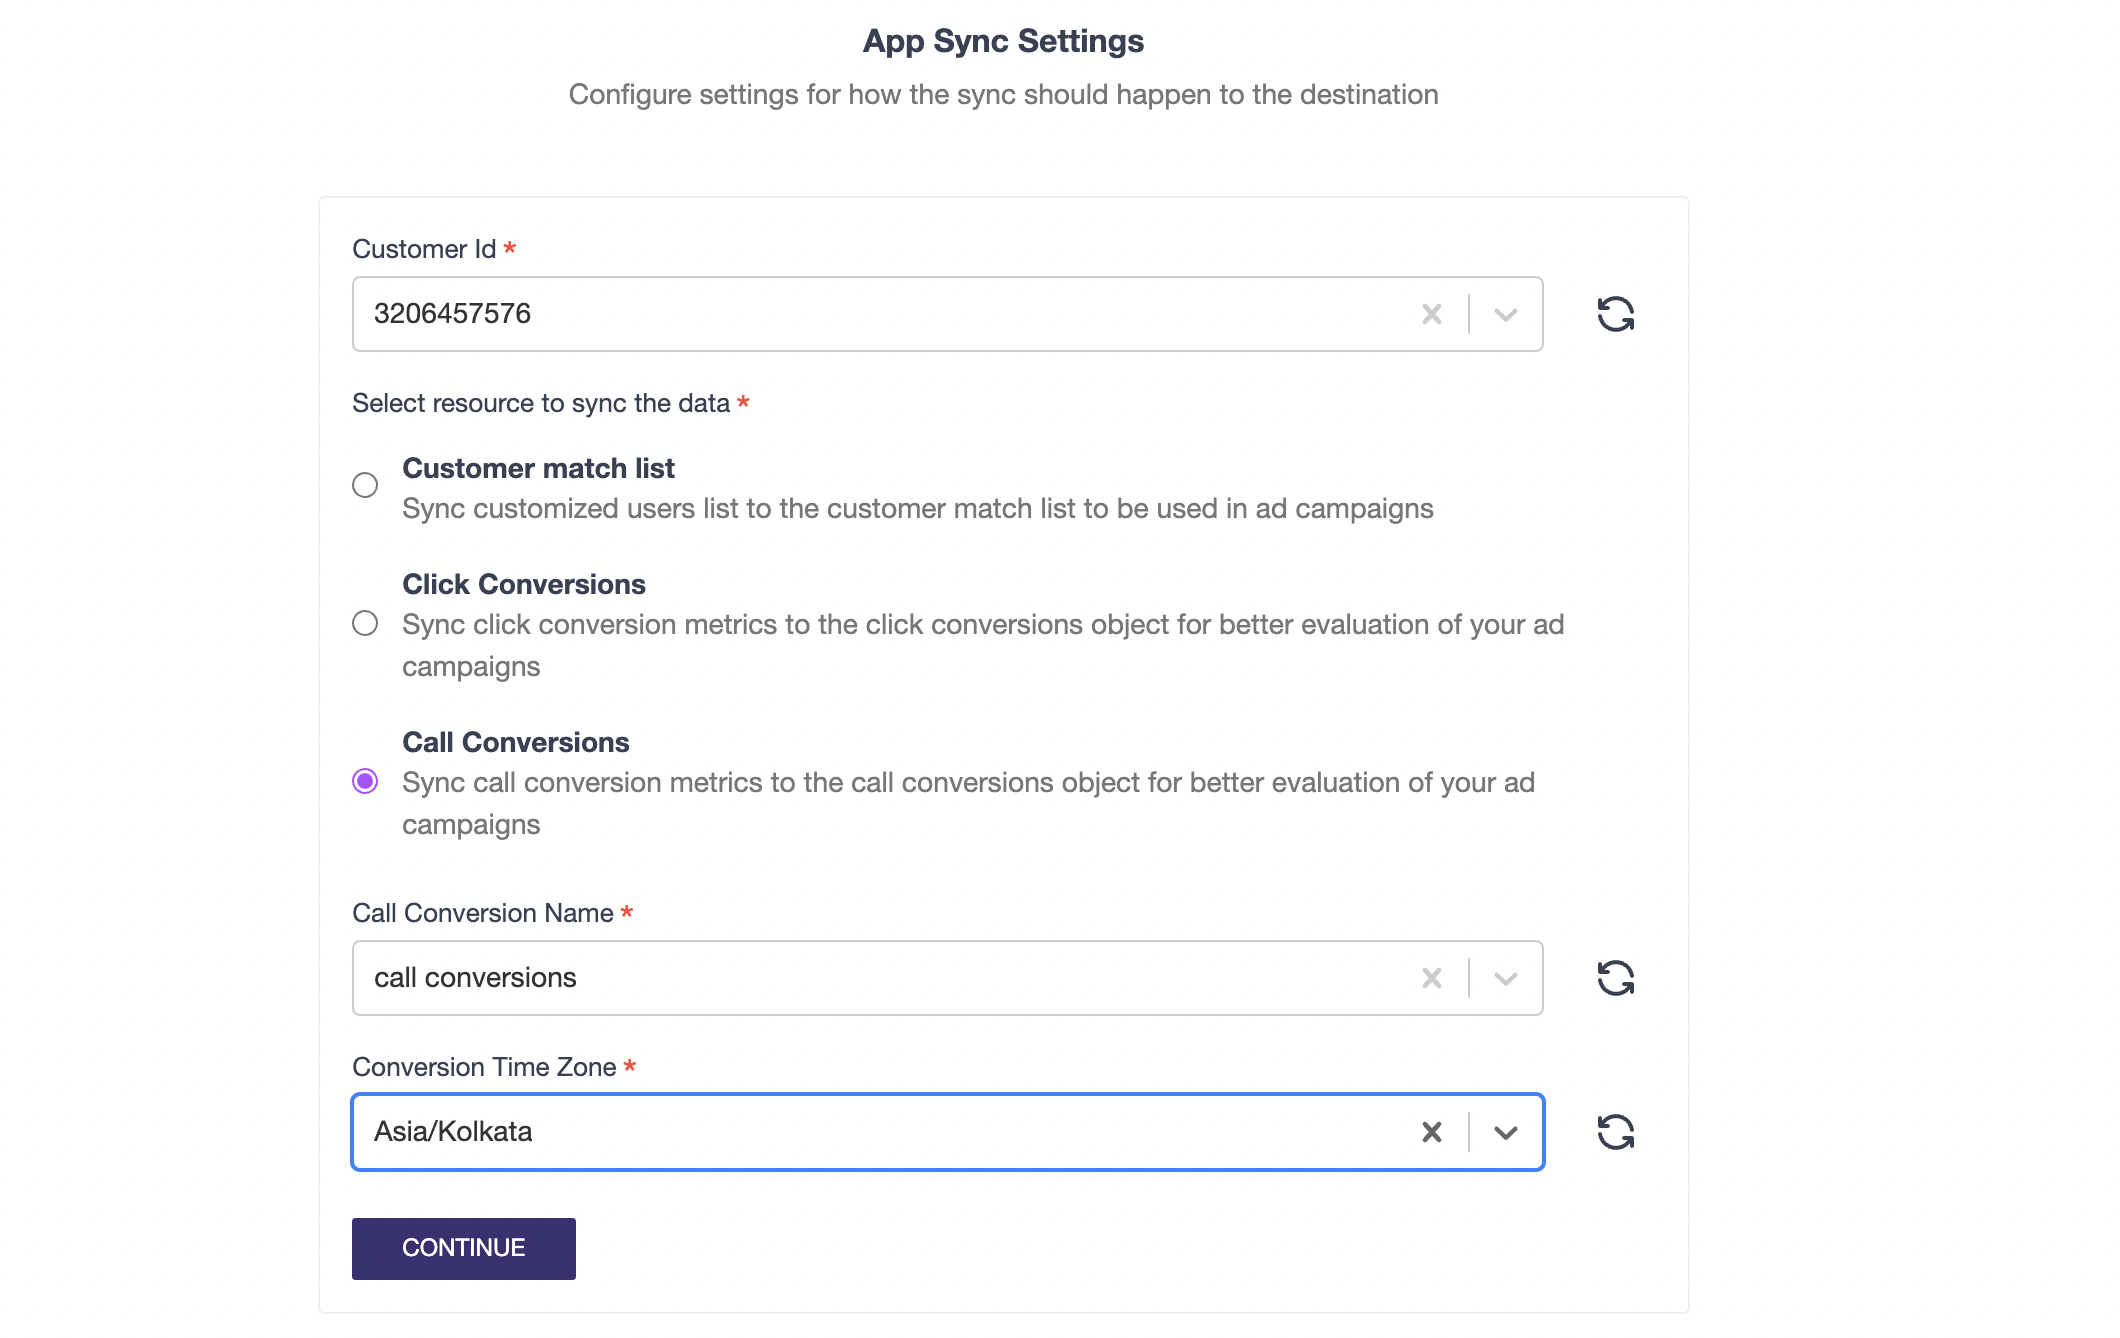 App Sync Settings
Configure settings for how the sync should happen to the destination
Customer Id *
3206457576
Select resource to sync the data *
Customer match list
Sync customized users list to the customer match list to be used in ad campaigns
Click Conversions
Sync click conversion metrics to the click conversions object for better evaluation of your ad
campaigns
Call Conversions
Sync call conversion metrics to the call conversions object for better evaluation of your ad
campaigns
Call Conversion Name *
call conversions
Conversion Time Zone *
Asia/Kolkata
CONTINUE